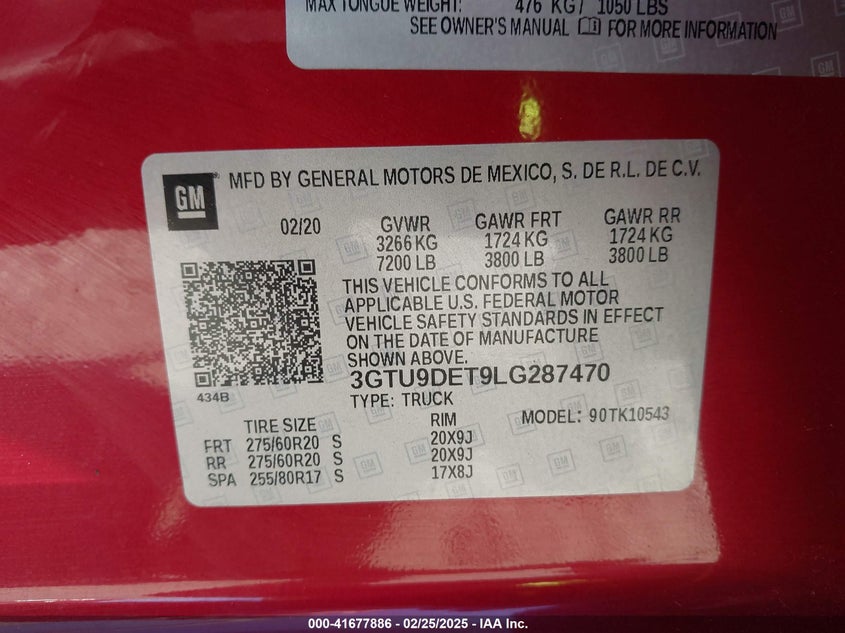 MAX TONGUE WEIGHT: 476 KG / 1050 LBS
SEE OWNER'S MANUAL FOR MORE INFORMATION
GM
MFD BY GENERAL MOTORS DE MEXICO, S. DE R.L. DE C.V.
02/20 GVWR GAWR FRT GAWR RR
3266 KG 1724 KG 1724 KG
7200 LB 3800 LB 3800 LB
THIS VEHICLE CONFORMS TO ALL
APPLICABLE U.S. FEDERAL MOTOR
VEHICLE SAFETY STANDARDS IN EFFECT
ON THE DATE OF MANUFACTURE
SHOWN ABOVE.
3GTU9DET9LG287470
434B
TYPE: TRUCK
TIRE SIZE RIM MODEL: 90TK10543
FRT 275/60R20 S 20X9J
RR 275/60R20 S 20X9J
SPA 255/80R17 S 17X8J
000-41677886 - 02/25/2025 - IAA Inc.